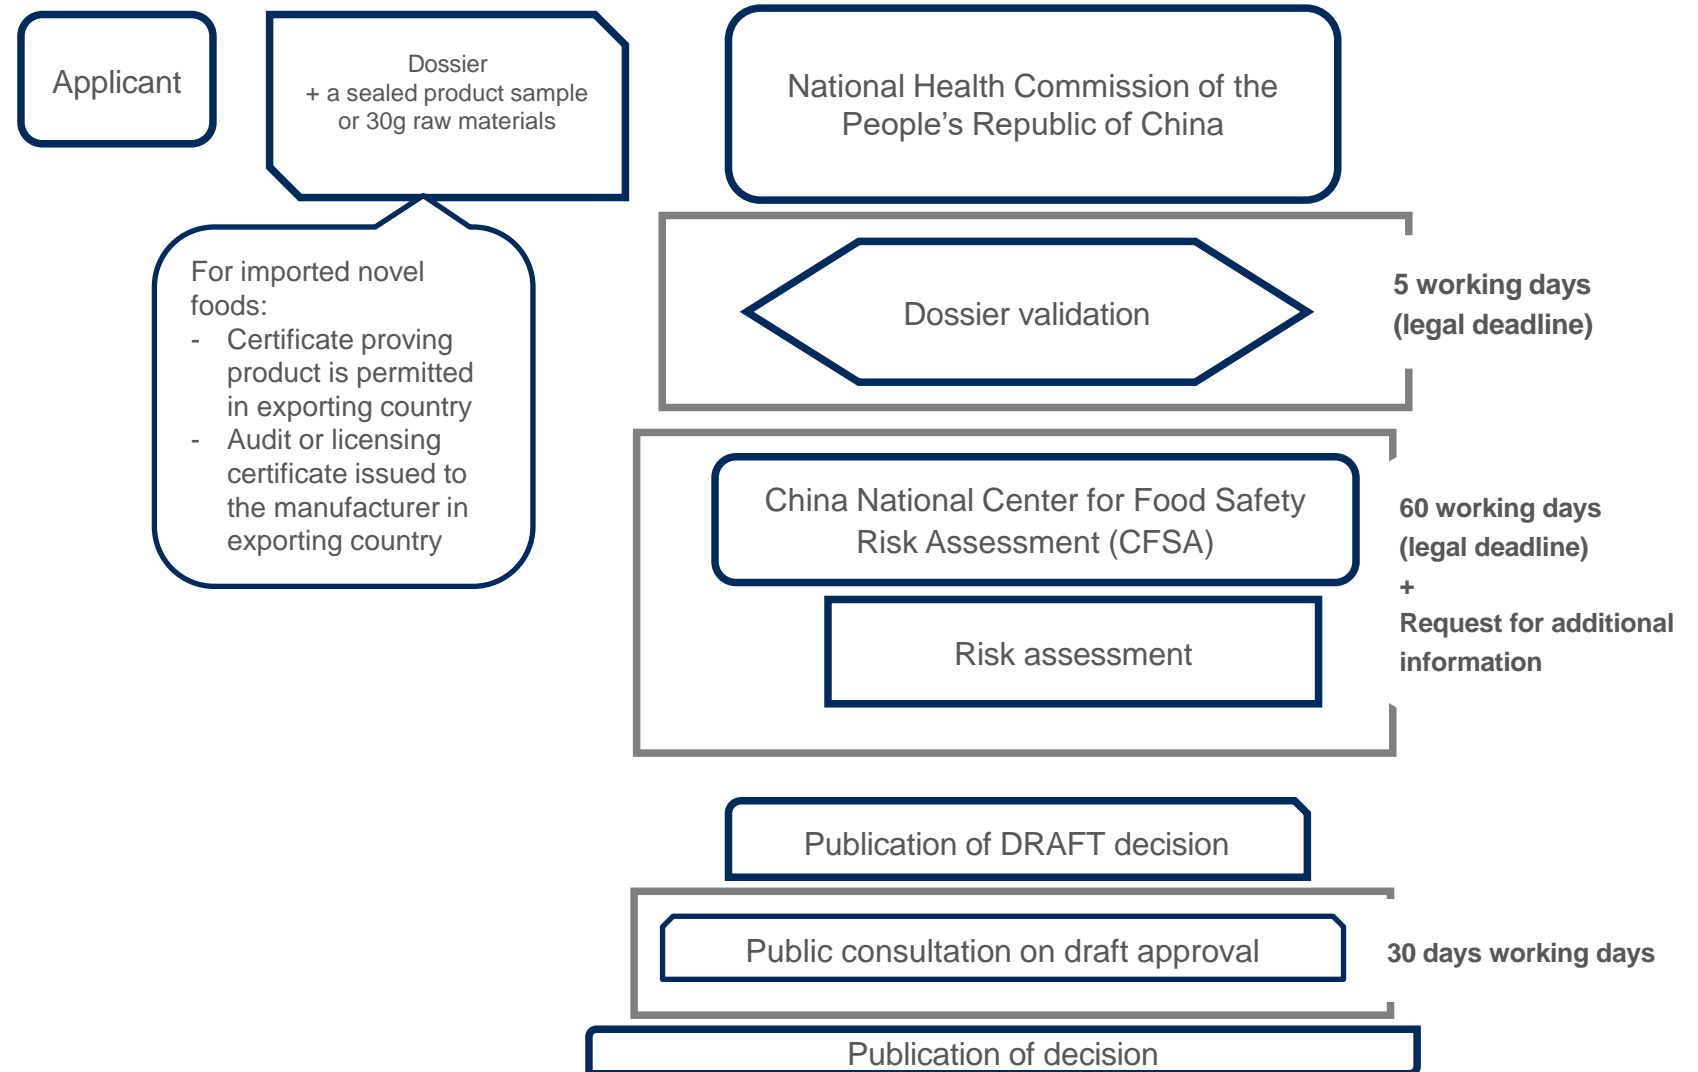 Applicant
Dossier
+ a sealed product sample
or 30g raw materials
National Health Commission of the
People's Republic of China
For imported novel
foods:
- Certificate proving
product is permitted
in exporting country
- Audit or licensing
certificate issued to
the manufacturer in
exporting country
Dossier validation
5 working days
(legal deadline)
China National Center for Food Safety
Risk Assessment (CFSA)
Risk assessment
60 working days
(legal deadline)
+
Request for additional
information
Publication of DRAFT decision
Public consultation on draft approval
30 days working days
Publication of decision